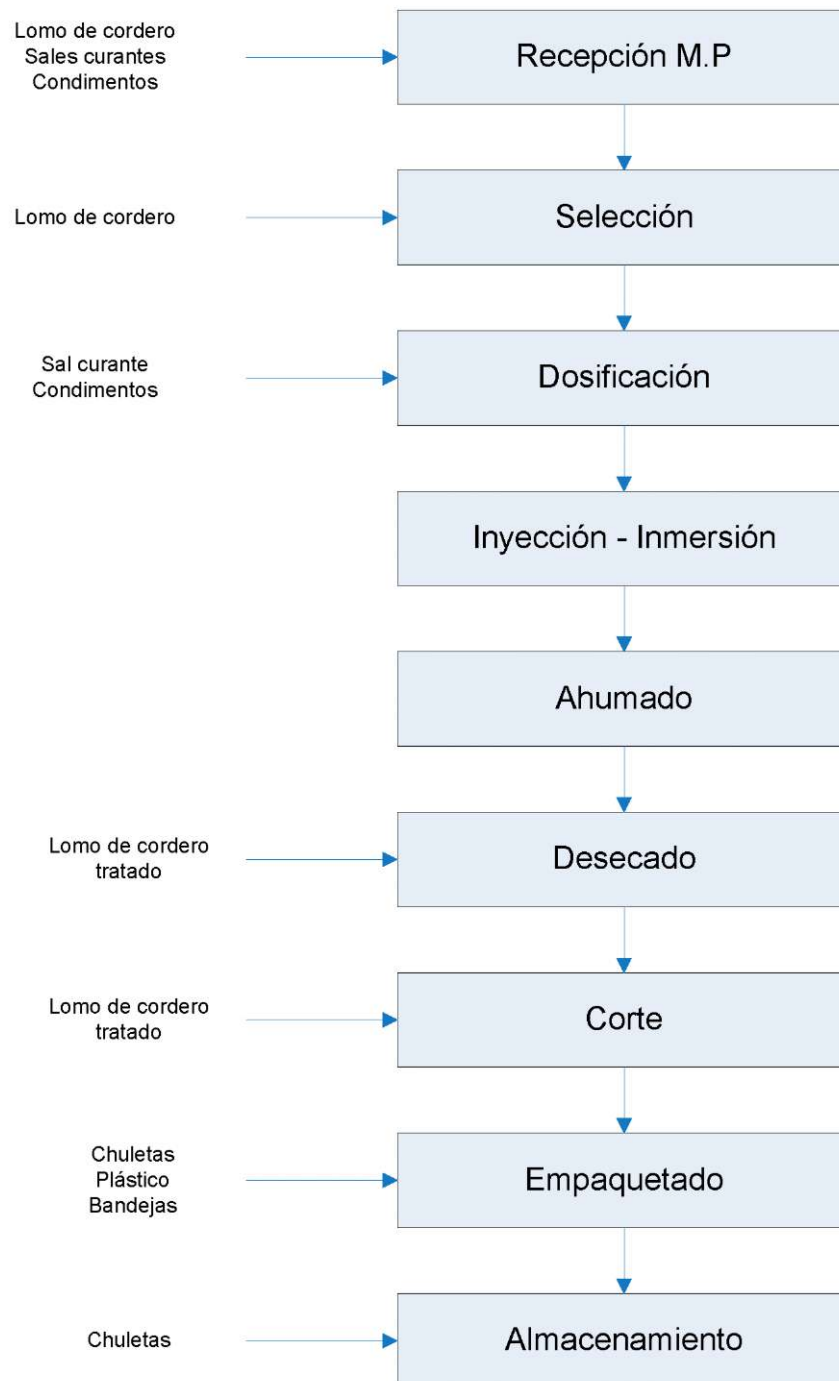 Lomo de cordero
Sales curantes
Condimentos
Recepción M.P
Lomo de cordero
Selección
Sal curante
Condimentos
Dosificación
Inyección - Inmersión
Ahumado
Lomo de cordero
tratado
Desecado
Lomo de cordero
tratado
Corte
Chuletas
Plástico
Bandejas
Empaquetado
Chuletas
Almacenamiento